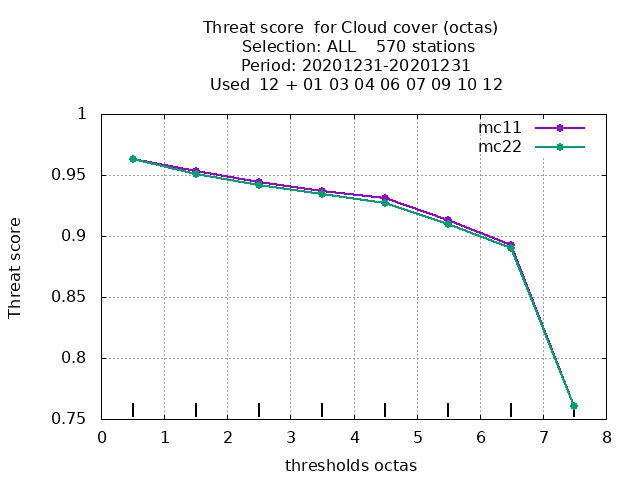 Threat score  for Cloud cover (octas)
Selection: ALL    570 stations
Period: 20201231-20201231
Used  12 + 01 03 04 06 07 09 10 12
mc11
mc22
1
0.95
0.9
0.85
0.8
0.75
Threat score
0 1 2 3 4 5 6 7 8
thresholds octas